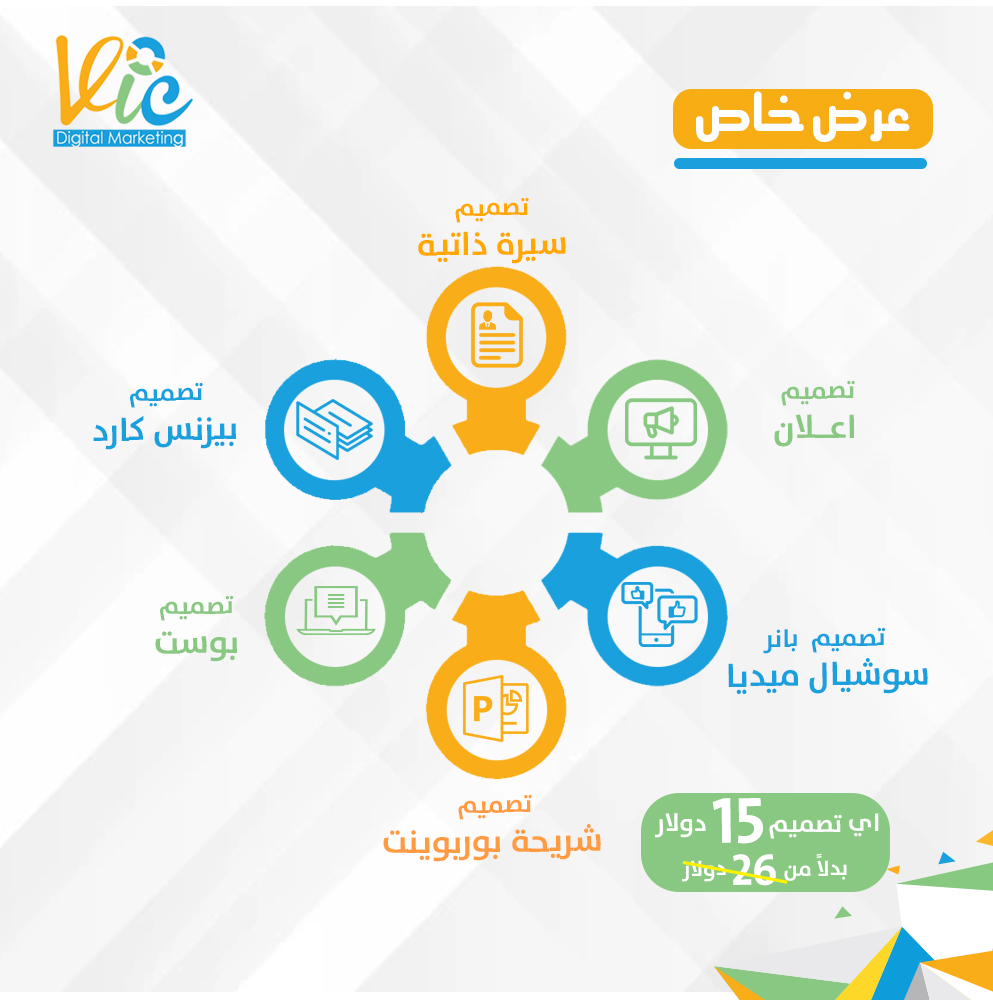 Vic
Digital Marketing
عرض خاص
تصميم
سيرة ذاتية
تصميم
اعــلان
تصميم
بيزنس كارد
تصميم بانر
سوشيال ميديا
تصميم
بوست
P
تصميم
شريحة بوربوينت
اي تصميم 15 دولار
بدلاً من 26 دولار